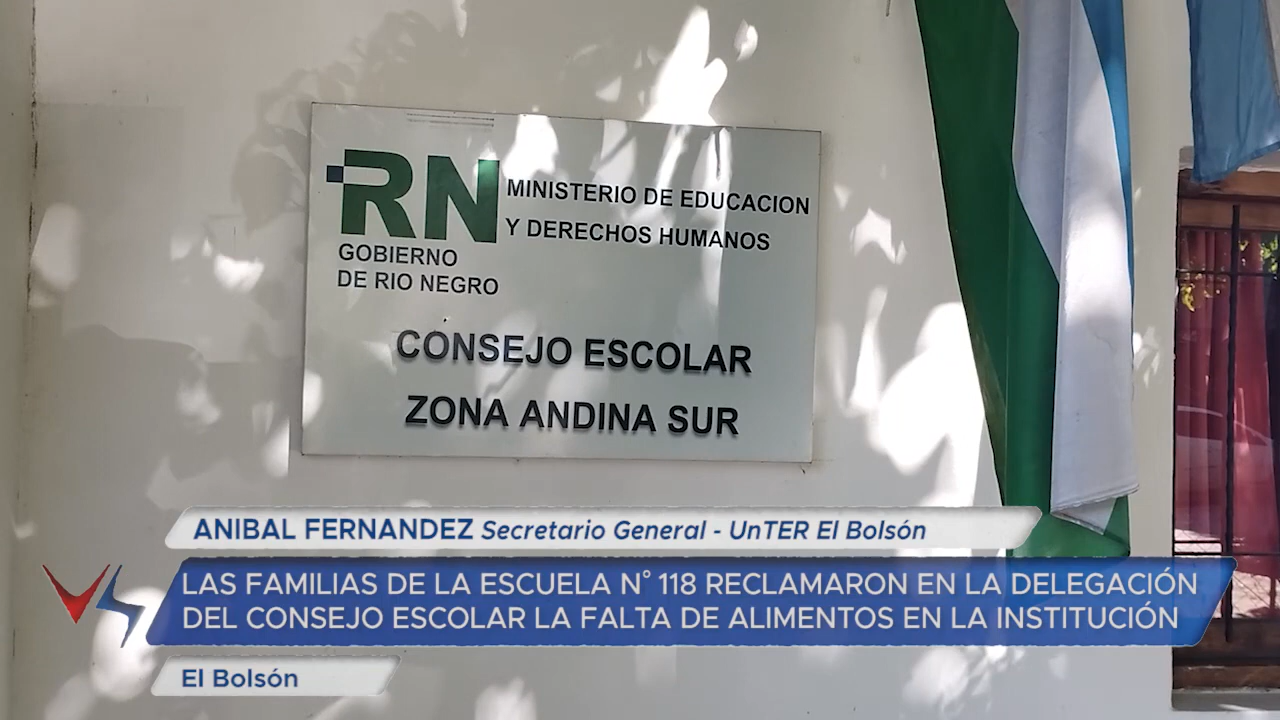 RN
MINISTERIO DE EDUCACION
Y DERECHOS HUMANOS
GOBIERNO
DE RIO NEGRO
CONSEJO ESCOLAR
ZONA ANDINA SUR
ANIBAL FERNANDEZ Secretario General - UnTER El Bolsón
LAS FAMILIAS DE LA ESCUELA N° 118 RECLAMARON EN LA DELEGACIÓN
DEL CONSEJO ESCOLAR LA FALTA DE ALIMENTOS EN LA INSTITUCIÓN
El Bolsón